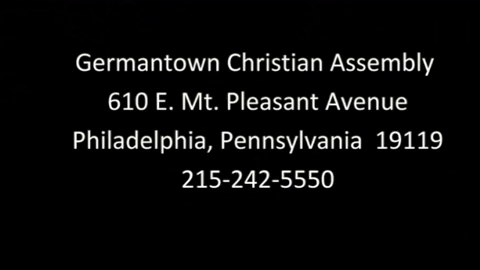 Germantown Christian Assembly
610 E. Mt. Pleasant Avenue
Philadelphia, Pennsylvania  19119
215-242-5550